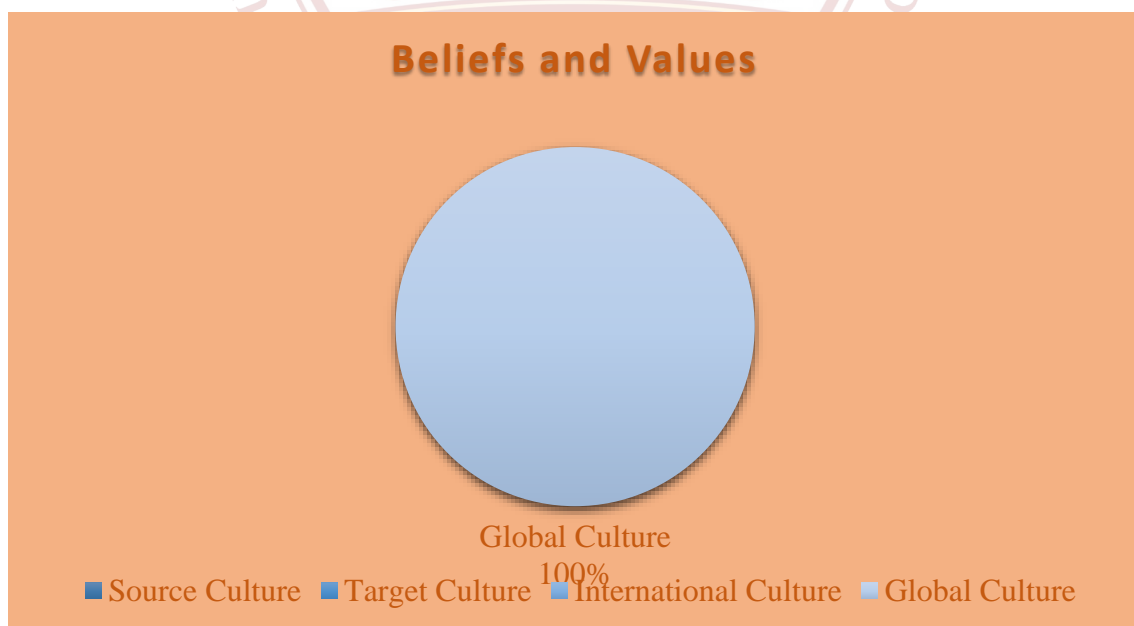 Beliefs and Values
Global Culture
100%
Source Culture Target Culture International Culture Global Culture